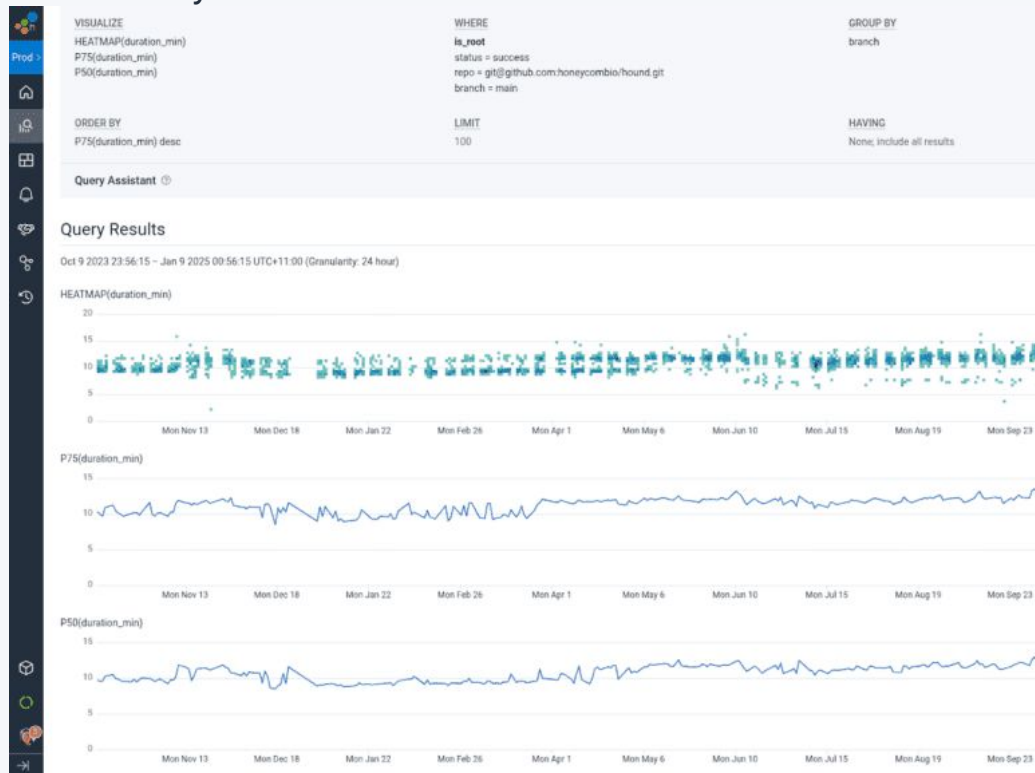 VISUALIZE
HEATMAP(duration_min)
P75(duration_min)
P50(duration_min)
WHERE
is_root
status = success
repo = git@github.com:honeycombio/hound.git
branch = main
GROUP BY
branch
Prod >
ORDER BY
P75(duration_min) desc
LIMIT
100
HAVING
None; include all results
Query Assistant
Query Results
Oct 9 2023 23:56:15 – Jan 9 2025 00:56:15 UTC+11:00 (Granularity: 24 hour)
HEATMAP(duration_min)
20
15
10
5
0
Mon Nov 13 Mon Dec 18 Mon Jan 22 Mon Feb 26 Mon Apr 1 Mon May 6 Mon Jun 10 Mon Jul 15 Mon Aug 19 Mon Sep 23
P75(duration_min)
15
10
5
0
Mon Nov 13 Mon Dec 18 Mon Jan 22 Mon Feb 26 Mon Apr 1 Mon May 6 Mon Jun 10 Mon Jul 15 Mon Aug 19 Mon Sep 23
P50(duration_min)
15
10
5
0
Mon Nov 13 Mon Dec 18 Mon Jan 22 Mon Feb 26 Mon Apr 1 Mon May 6 Mon Jun 10 Mon Jul 15 Mon Aug 19 Mon Sep 23